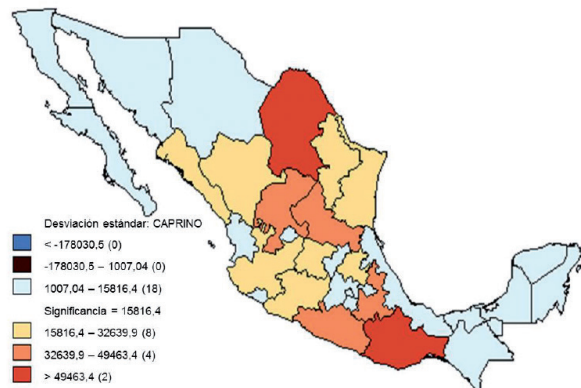 Desviación estándar: CAPRINO
< -178030,5 (0)
-178030,5 – 1007,04 (0)
1007,04 – 15816,4 (18)
Significancia = 15816,4
15816,4 – 32639,9 (8)
32639,9 – 49463,4 (4)
> 49463,4 (2)